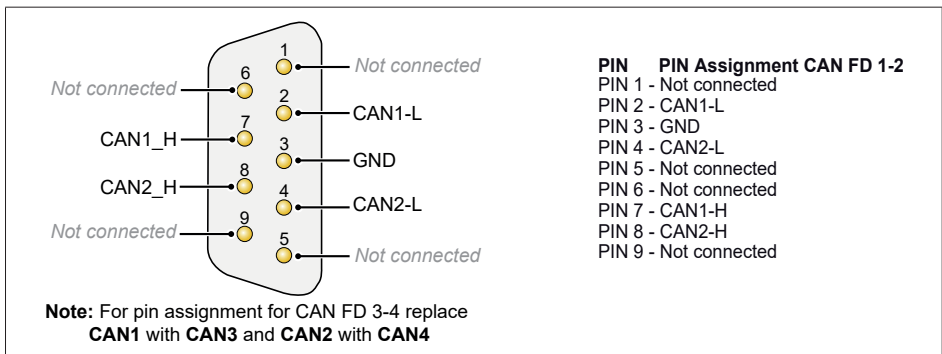 1
Not connected
6
Not connected
2
CAN1-L
7
CAN1_H
3
GND
8
CAN2_H
4
CAN2-L
9
Not connected
5
Not connected
Note: For pin assignment for CAN FD 3-4 replace
CAN1 with CAN3 and CAN2 with CAN4
PIN PIN Assignment CAN FD 1-2
PIN 1 - Not connected
PIN 2 - CAN1-L
PIN 3 - GND
PIN 4 - CAN2-L
PIN 5 - Not connected
PIN 6 - Not connected
PIN 7 - CAN1-H
PIN 8 - CAN2-H
PIN 9 - Not connected